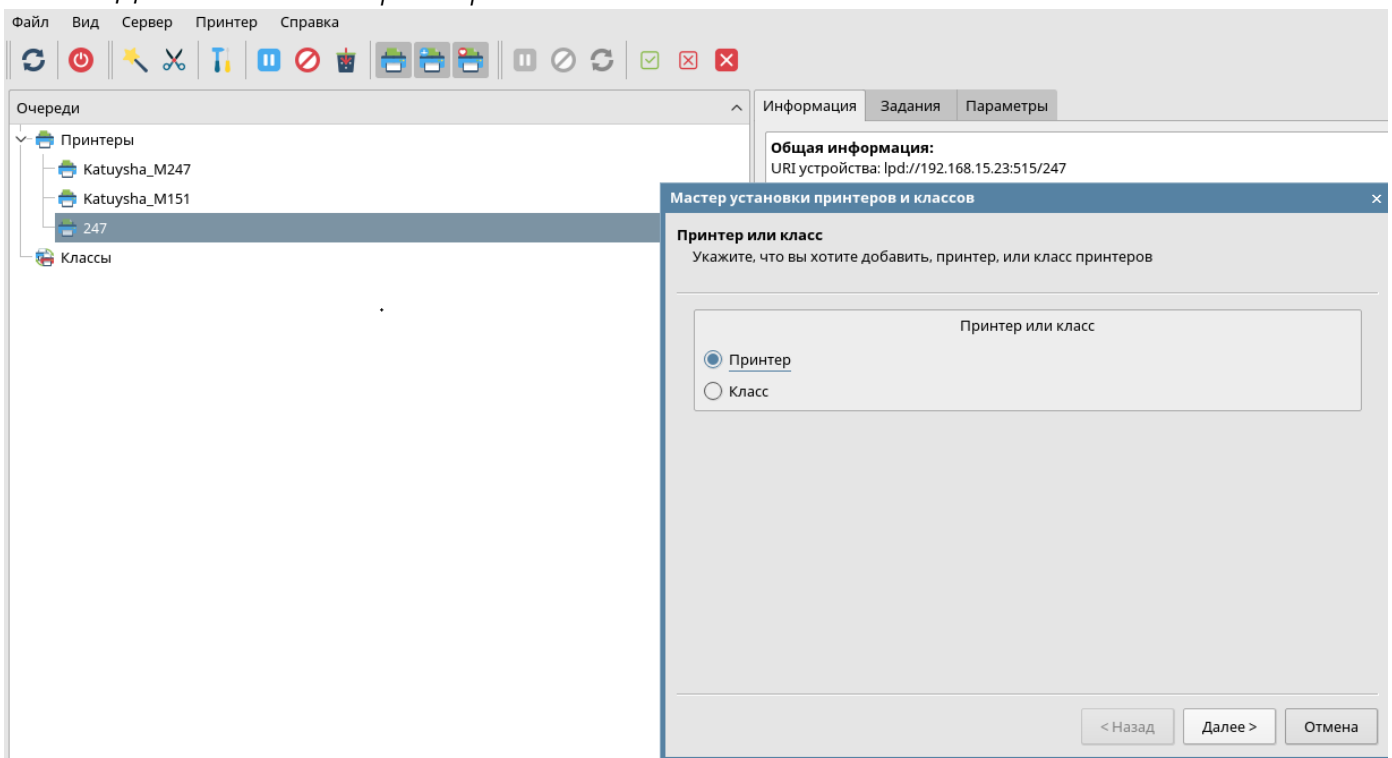 Файл Вид Сервер Принтер Справка
Очереди
Принтеры
Katuysha_M247
Katuysha_M151
247
Классы
Информация Задания Параметры
Общая информация:
URI устройства: lpd://192.168.15.23:515/247
Мастер установки принтеров и классов
Принтер или класс
Укажите, что вы хотите добавить, принтер, или класс принтеров
Принтер или класс
Принтер
Класс
< Назад Далее > Отмена